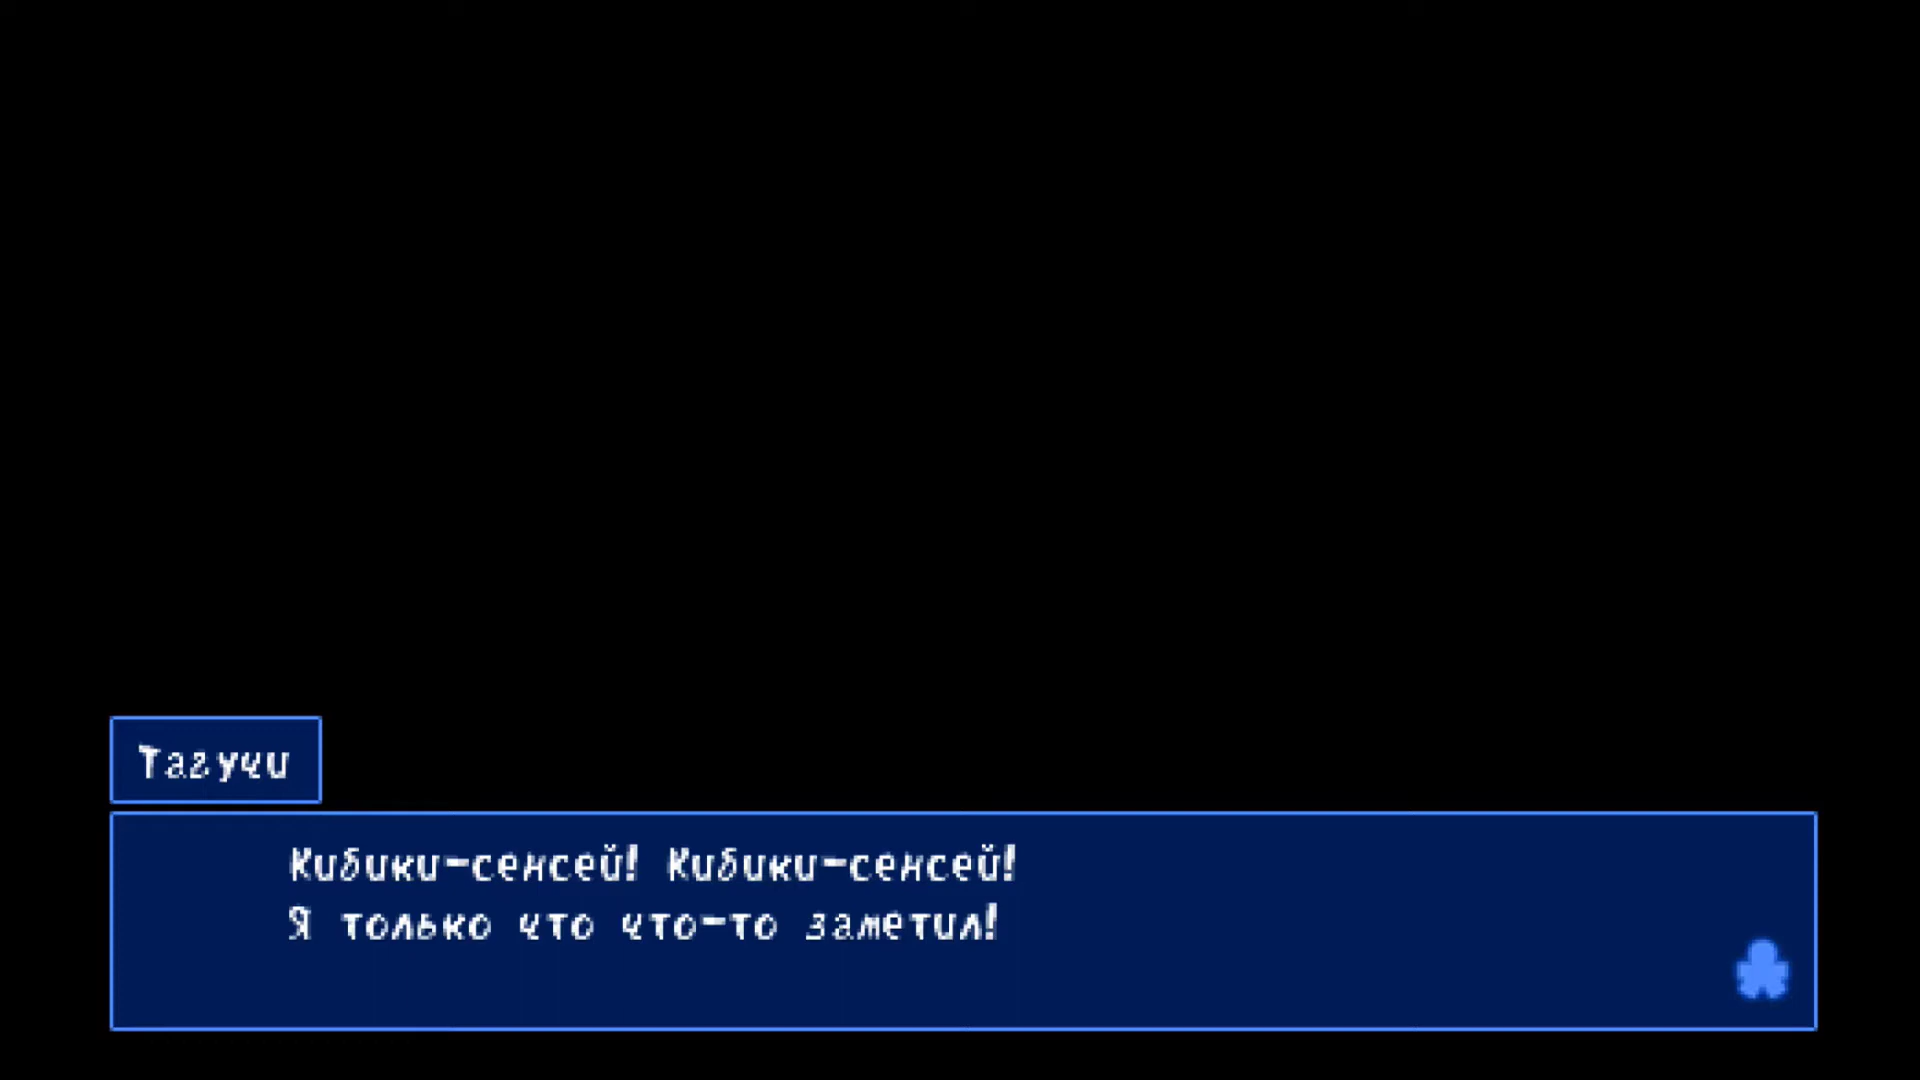 Тагучи
Кибики-сенсей! Кибики-сенсей!
Я только что что-то заметил!